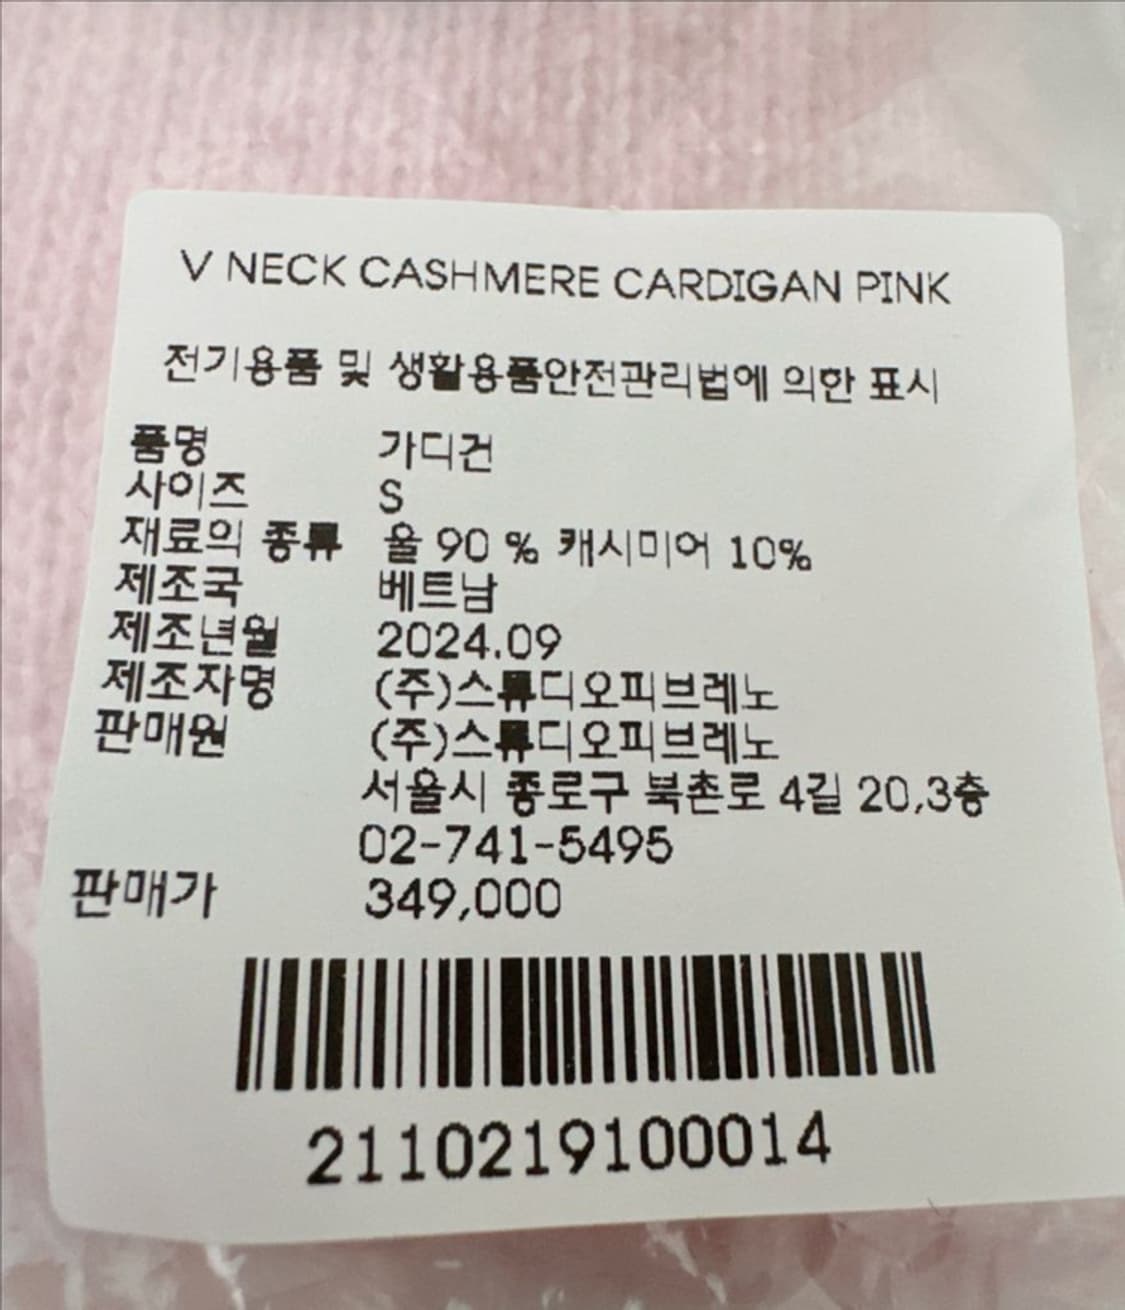 V NECK CASHMERE CARDIGAN PINK
전기용품 및 생활용품안전관리법에 의한 표시
품명 가디건
사이즈 S
재료의 종류 울 90 % 캐시미어 10%
제조국 베트남
제조년월 2024.09
제조자명 (주)스튜디오피브레노
판매원 (주)스튜디오피브레노
서울시 종로구 북촌로 4길 20,3층
02-741-5495
판매가 349,000
2110219100014